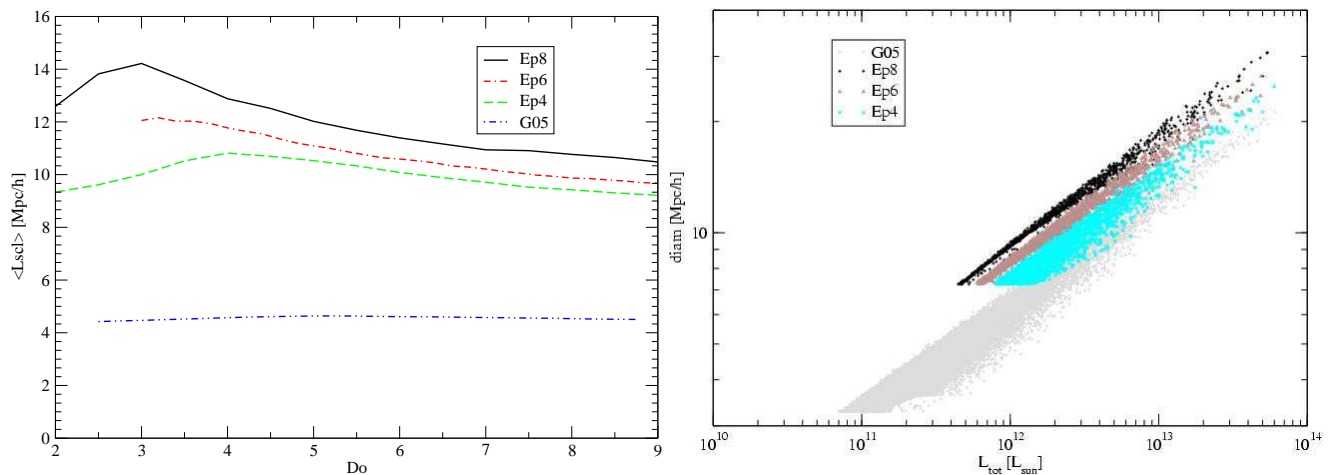 16
14
12
10
8
6
4
2
0
<Lscl> [Mpc/h]
2 3 4 5 6 7 8 9
Do
Ep8
Ep6
Ep4
G05
10
diam [Mpc/h]
10^10 10^11 10^12 10^13 10^14
L_tot [L_sun]
G05
Ep8
Ep6
Ep4